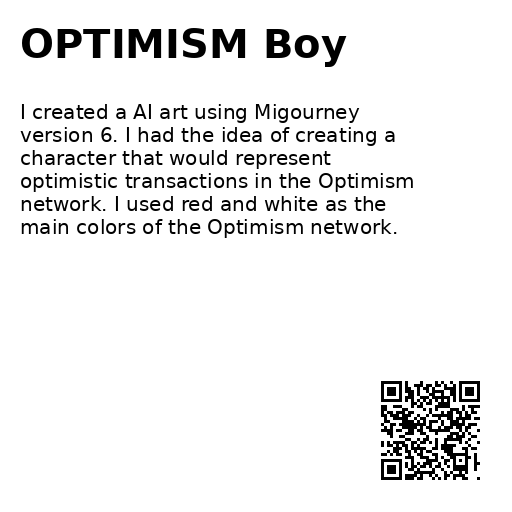 OPTIMISM Boy
I created a AI art using Migourney
version 6. I had the idea of creating a
character that would represent
optimistic transactions in the Optimism
network. I used red and white as the
main colors of the Optimism network.